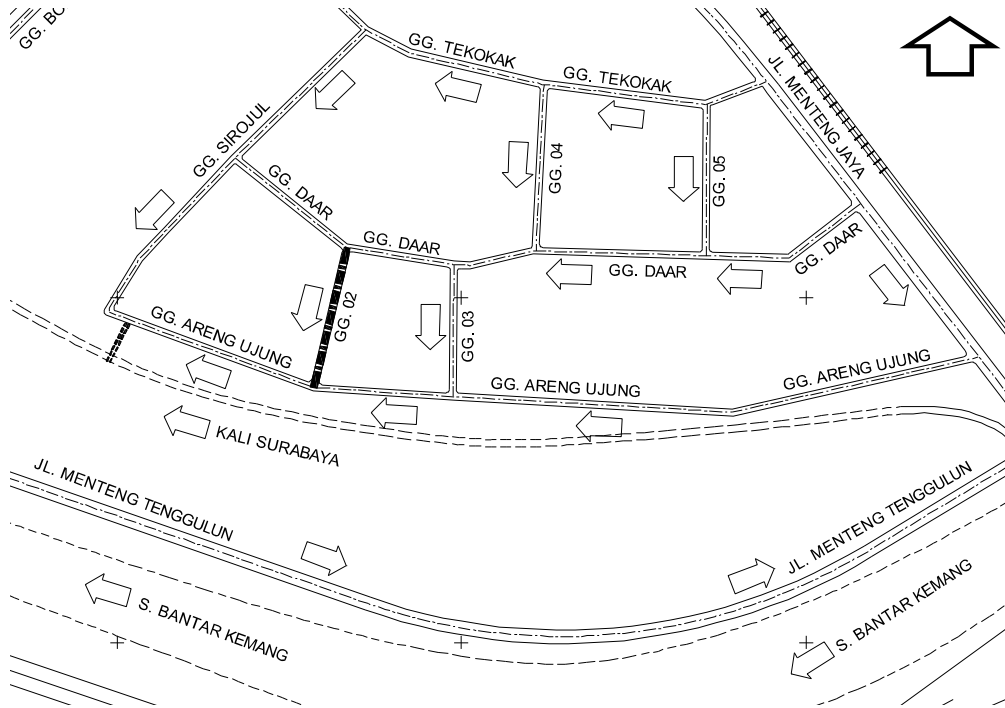 GG. BO
GG. TEKOKAK
GG. TEKOKAK
JL. MENTENG JAYA
GG. SIROJUL
GG. 04
GG. 05
GG. DAAR
GG. DAAR
GG. DAAR
GG. DAAR
GG. 02
GG. 03
GG. ARENG UJUNG
GG. ARENG UJUNG
GG. ARENG UJUNG
KALI SURABAYA
JL. MENTENG TENGGULUN
JL. MENTENG TENGGULUN
S. BANTAR KEMANG
S. BANTAR KEMANG